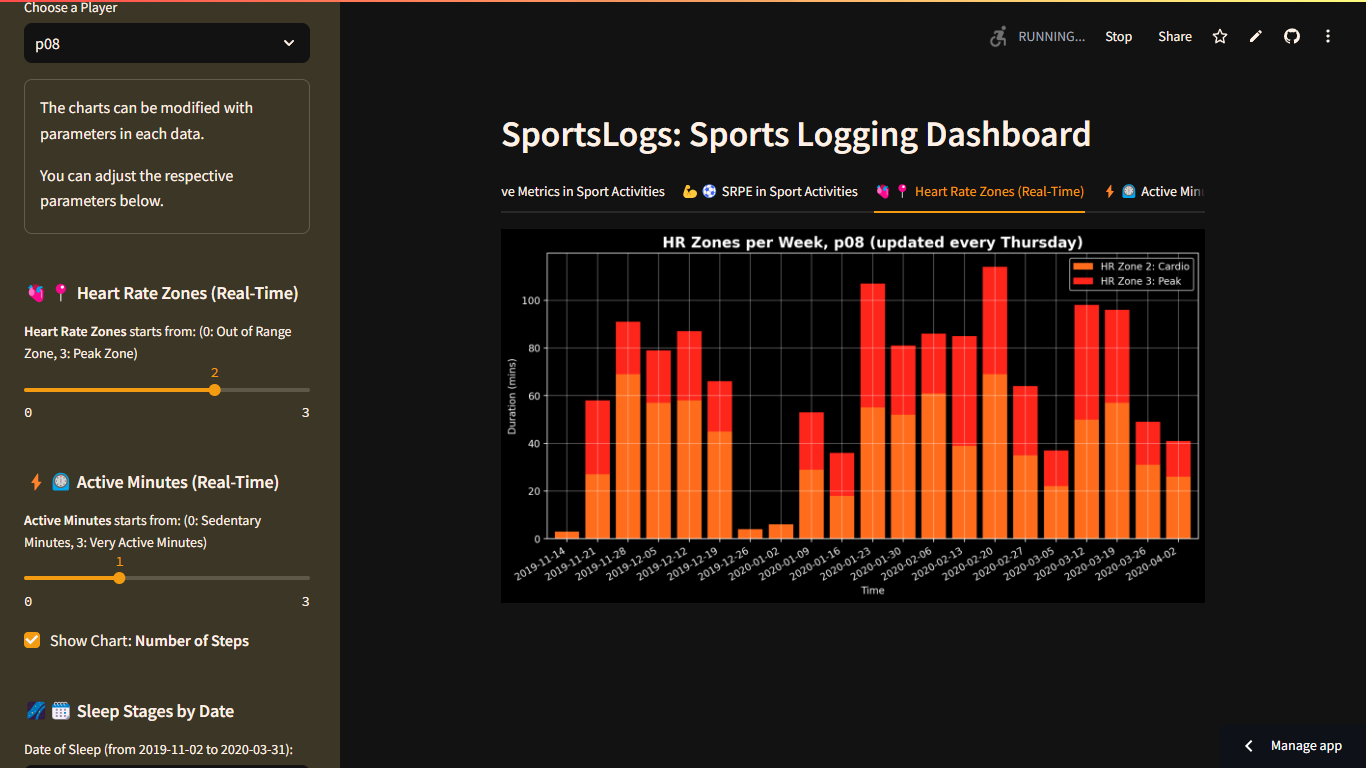 Choose a Player
p08
The charts can be modified with
parameters in each data.
You can adjust the respective
parameters below.
Heart Rate Zones (Real-Time)
Heart Rate Zones starts from: (0: Out of Range
Zone, 3: Peak Zone)
2
0 3
Active Minutes (Real-Time)
Active Minutes starts from: (0: Sedentary
Minutes, 3: Very Active Minutes)
1
0 3
Show Chart: Number of Steps
Sleep Stages by Date
Date of Sleep (from 2019-11-02 to 2020-03-31):
RUNNING... Stop Share
SportsLogs: Sports Logging Dashboard
ve Metrics in Sport Activities SRPE in Sport Activities Heart Rate Zones (Real-Time) Active Min
HR Zones per Week, p08 (updated every Thursday)
HR Zone 2: Cardio
HR Zone 3: Peak
Duration (mins)
100
80
60
40
20
0
2019-11-14 2019-11-21 2019-11-28 2019-12-05 2019-12-12 2019-12-19 2019-12-26 2020-01-02 2020-01-09 2020-01-16 2020-01-23 2020-01-30 2020-02-06 2020-02-13 2020-02-20 2020-02-27 2020-03-05 2020-03-12 2020-03-19 2020-03-26 2020-04-02
Time
Manage app